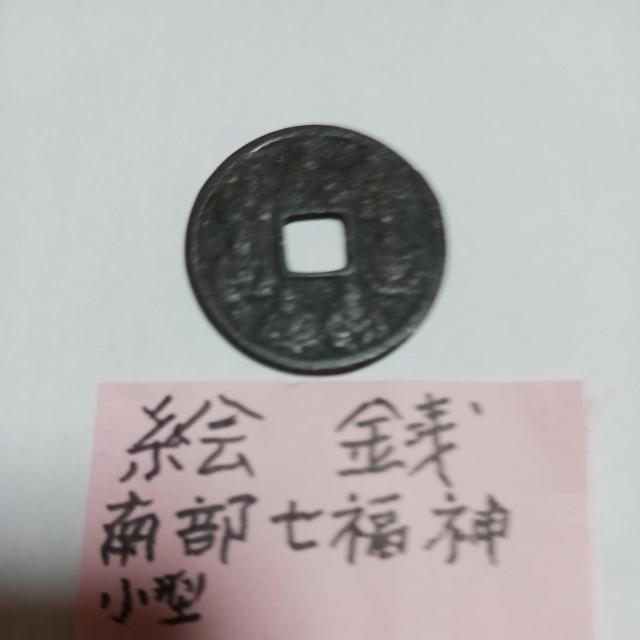 絵 銭
南部七福神
小型